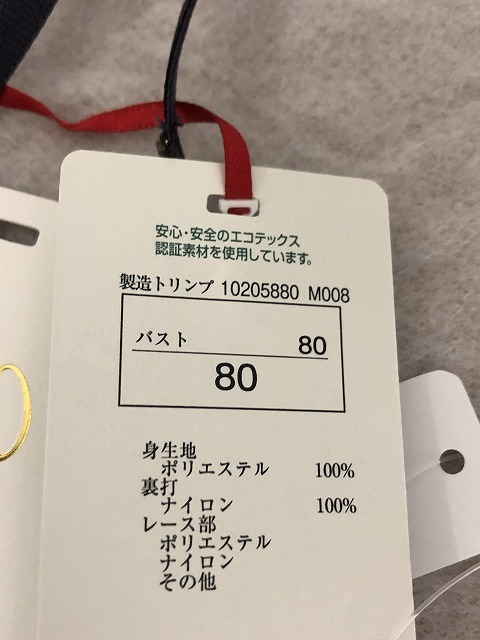 安心・安全のエコテックス
認証素材を使用しています。
製造トリンプ 10205880 M008
バスト 80
80
身生地
ポリエステル 100%
裏打
ナイロン 100%
レース部
ポリエステル
ナイロン
その他